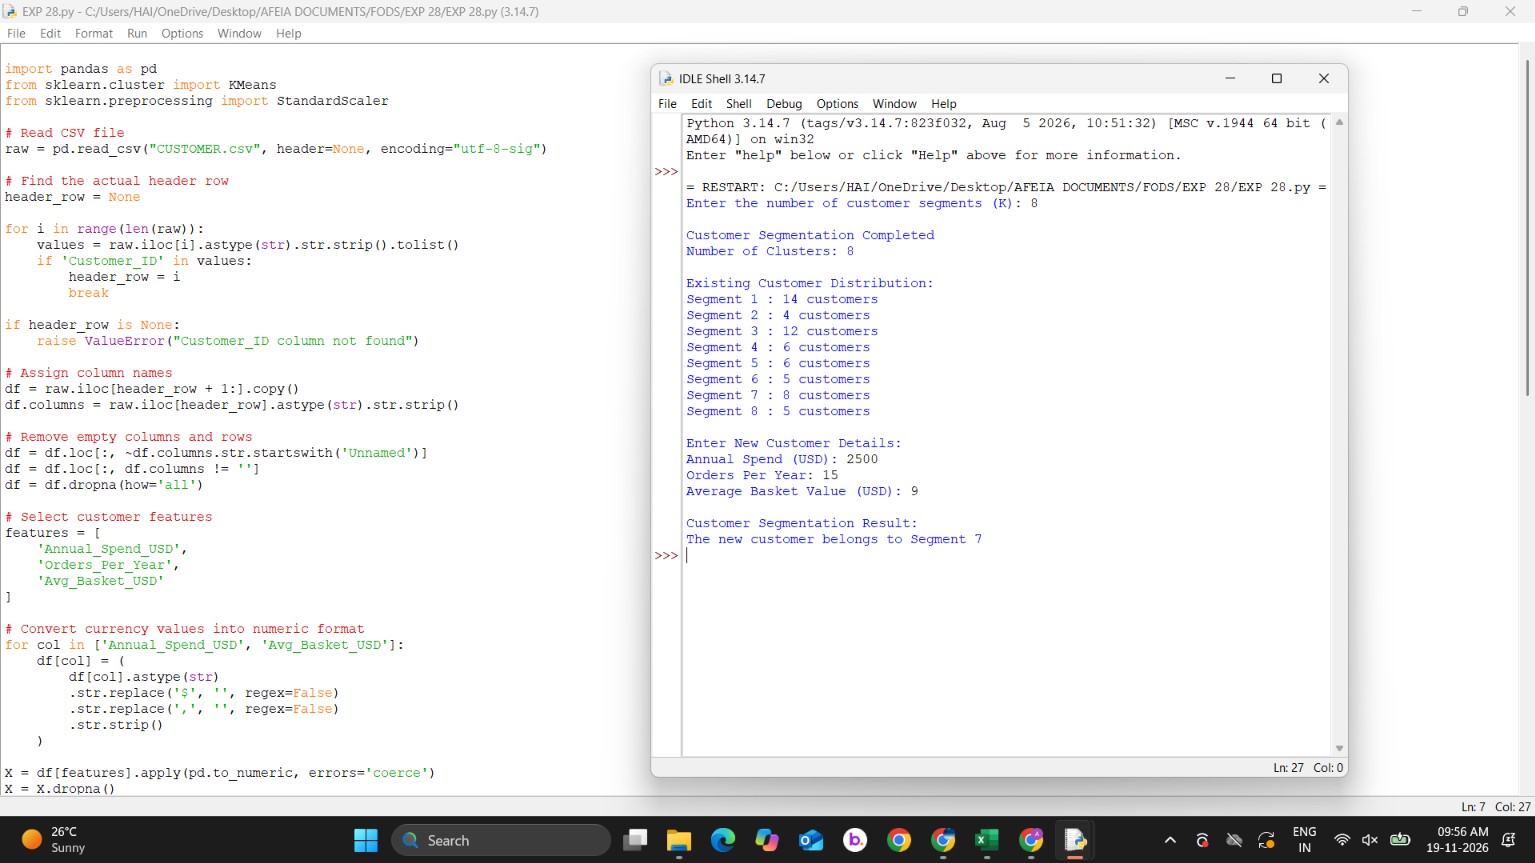 EXP 28.py - C:/Users/HAI/OneDrive/Desktop/AFEIA DOCUMENTS/FODS/EXP 28/EXP 28.py (3.14.7)
File Edit Format Run Options Window Help
import pandas as pd
from sklearn.cluster import KMeans
from sklearn.preprocessing import StandardScaler
# Read CSV file
raw = pd.read_csv("CUSTOMER.csv", header=None, encoding="utf-8-sig")
# Find the actual header row
header_row = None
for i in range(len(raw)):
    values = raw.iloc[i].astype(str).str.strip().tolist()
    if 'Customer_ID' in values:
        header_row = i
        break
if header_row is None:
    raise ValueError("Customer_ID column not found")
# Assign column names
df = raw.iloc[header_row + 1:].copy()
df.columns = raw.iloc[header_row].astype(str).str.strip()
# Remove empty columns and rows
df = df.loc[:, ~df.columns.str.startswith('Unnamed')]
df = df.loc[:, df.columns != '']
df = df.dropna(how='all')
# Select customer features
features = [
    'Annual_Spend_USD',
    'Orders_Per_Year',
    'Avg_Basket_USD'
]
# Convert currency values into numeric format
for col in ['Annual_Spend_USD', 'Avg_Basket_USD']:
    df[col] = (
        df[col].astype(str)
        .str.replace('$', '', regex=False)
        .str.replace(',', '', regex=False)
        .str.strip()
    )
X = df[features].apply(pd.to_numeric, errors='coerce')
X = X.dropna()
Ln: 7 Col: 27
IDLE Shell 3.14.7
File Edit Shell Debug Options Window Help
Python 3.14.7 (tags/v3.14.7:823f032, Aug  5 2026, 10:51:32) [MSC v.1944 64 bit (
AMD64)] on win32
Enter "help" below or click "Help" above for more information.
>>>
= RESTART: C:/Users/HAI/OneDrive/Desktop/AFEIA DOCUMENTS/FODS/EXP 28/EXP 28.py =
Enter the number of customer segments (K): 8
Customer Segmentation Completed
Number of Clusters: 8
Existing Customer Distribution:
Segment 1 : 14 customers
Segment 2 : 4 customers
Segment 3 : 12 customers
Segment 4 : 6 customers
Segment 5 : 6 customers
Segment 6 : 5 customers
Segment 7 : 8 customers
Segment 8 : 5 customers
Enter New Customer Details:
Annual Spend (USD): 2500
Orders Per Year: 15
Average Basket Value (USD): 9
Customer Segmentation Result:
The new customer belongs to Segment 7
>>>
Ln: 27 Col: 0
26°C
Sunny
Search
b.
ENG
IN
09:56 AM
19-11-2026